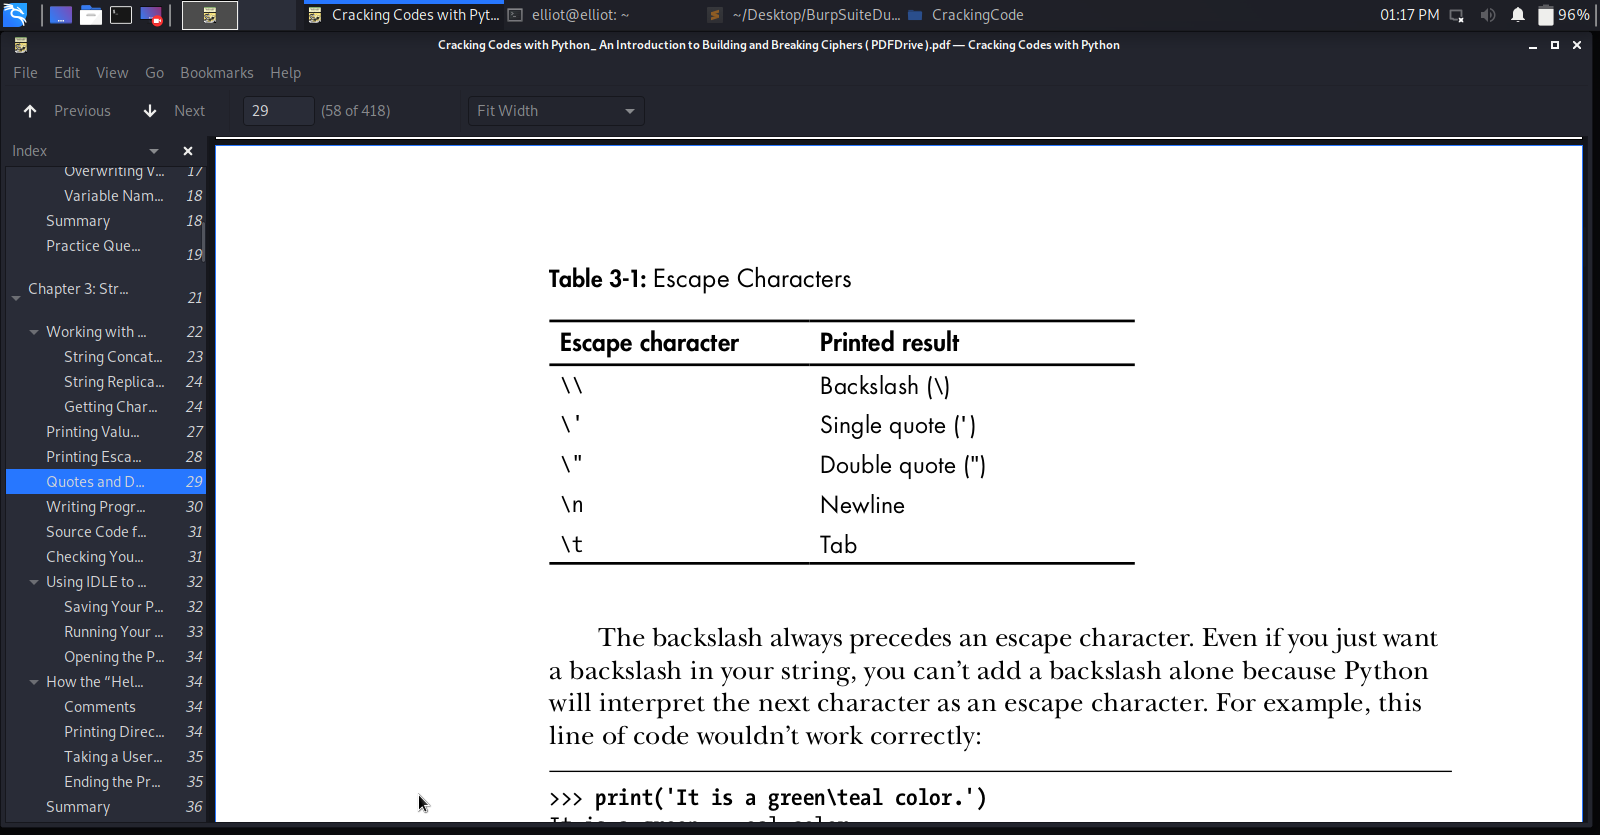 Cracking Codes with Pyt...
elliot@elliot: ~
~/Desktop/BurpSuiteDu...
CrackingCode
01:17 PM
96%
Cracking Codes with Python_ An Introduction to Building and Breaking Ciphers ( PDFDrive ).pdf — Cracking Codes with Python
File Edit View Go Bookmarks Help
Previous Next 29 (58 of 418) Fit Width
Index
Overwriting V... 17
Variable Nam... 18
Summary 18
Practice Que... 19
Chapter 3: Str... 21
Working with ... 22
String Concat... 23
String Replica... 24
Getting Char... 24
Printing Valu... 27
Printing Esca... 28
Quotes and D... 29
Writing Progr... 30
Source Code f... 31
Checking You... 31
Using IDLE to ... 32
Saving Your P... 32
Running Your ... 33
Opening the P... 34
How the “Hel... 34
Comments 34
Printing Direc... 34
Taking a User... 35
Ending the Pr... 35
Summary 36
Table 3-1: Escape Characters
Escape character Printed result
\\ Backslash (\)
\' Single quote (')
\" Double quote (")
\n Newline
\t Tab
The backslash always precedes an escape character. Even if you just want
a backslash in your string, you can’t add a backslash alone because Python
will interpret the next character as an escape character. For example, this
line of code wouldn’t work correctly:
>>> print('It is a green\teal color.')